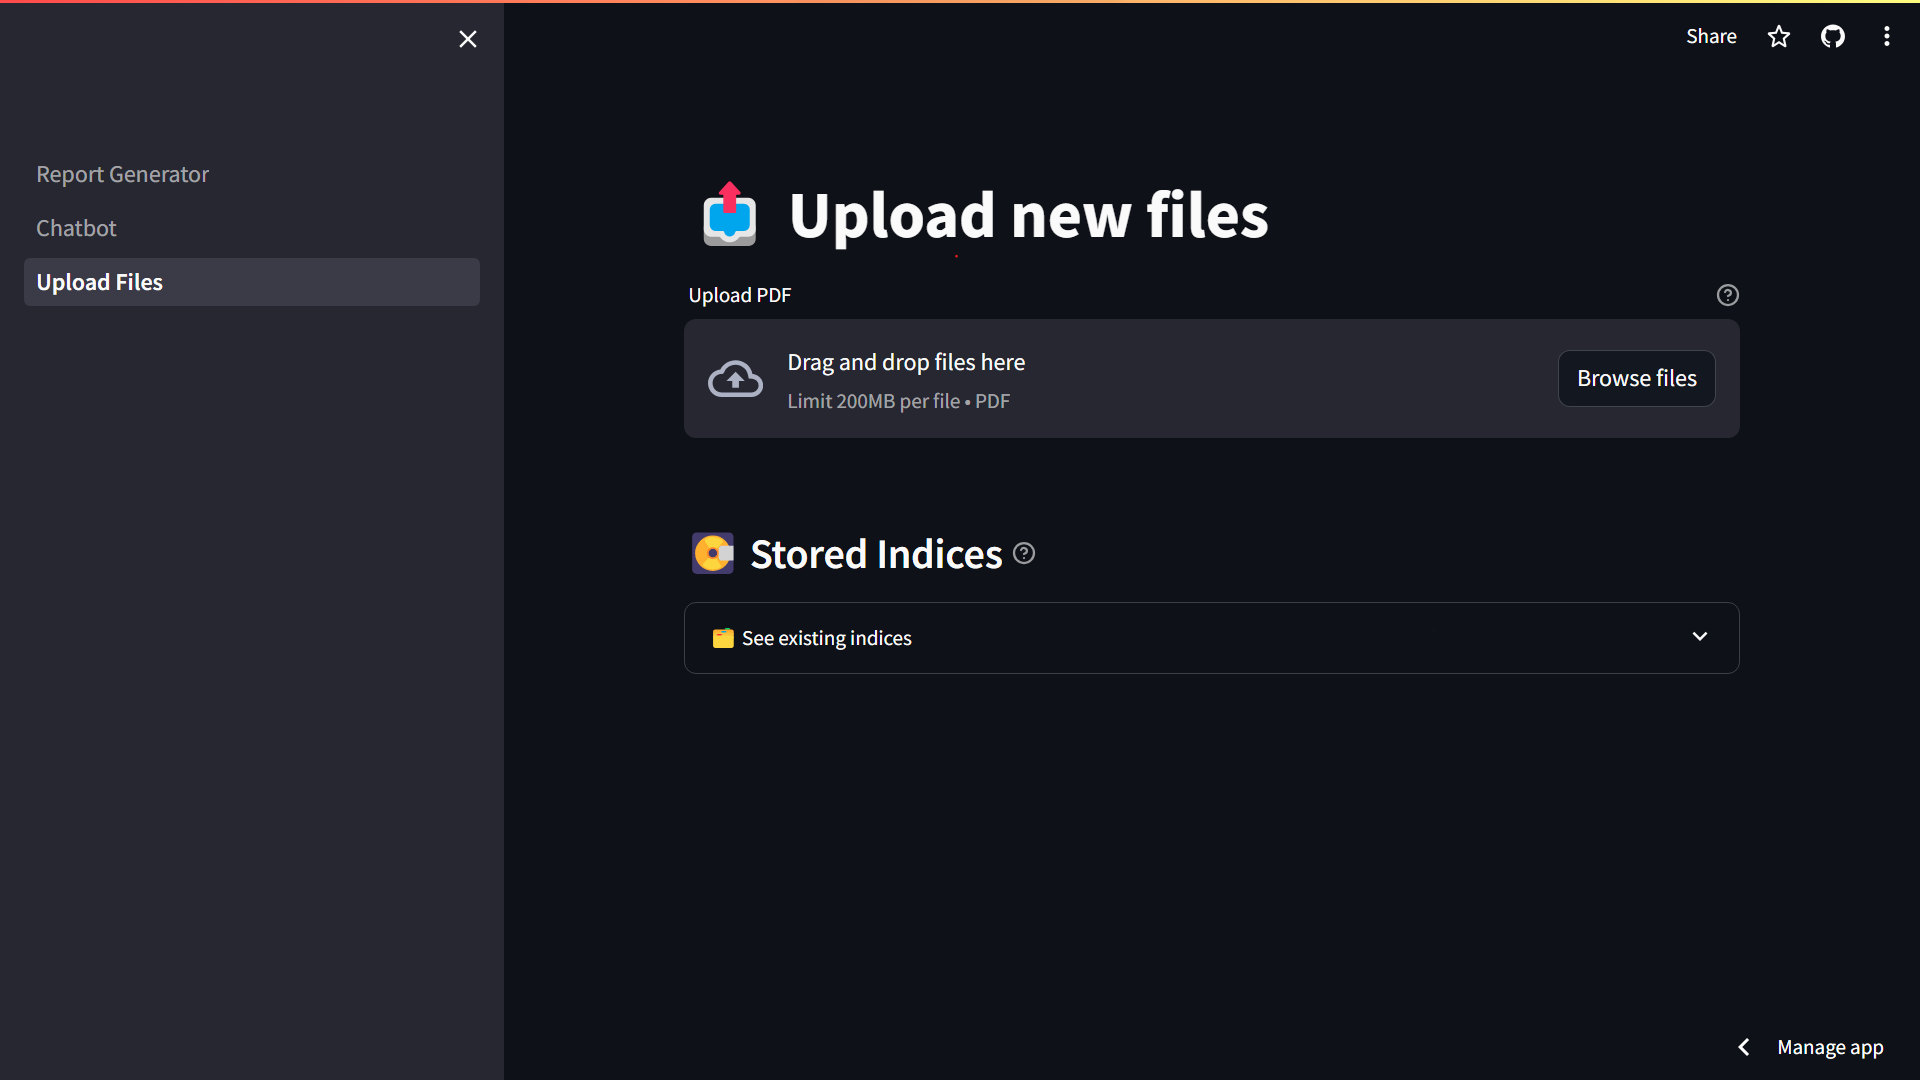 Share
Report Generator
Chatbot
Upload Files
Upload new files
Upload PDF
Drag and drop files here
Limit 200MB per file • PDF
Browse files
Stored Indices
See existing indices
Manage app